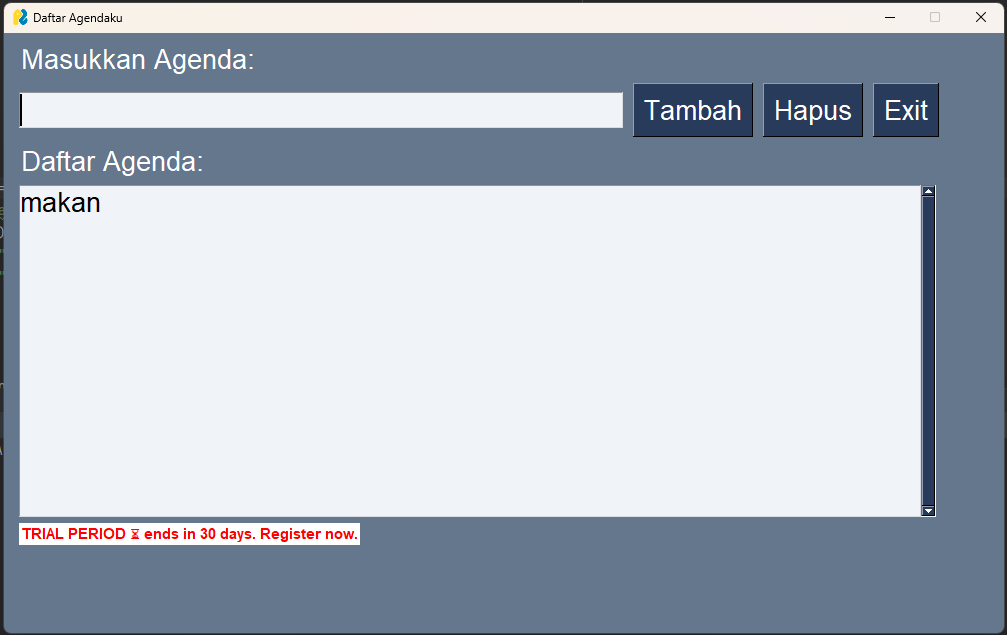 Daftar Agendaku
Masukkan Agenda:
Tambah Hapus Exit
Daftar Agenda:
makan
TRIAL PERIOD ⏳ ends in 30 days. Register now.